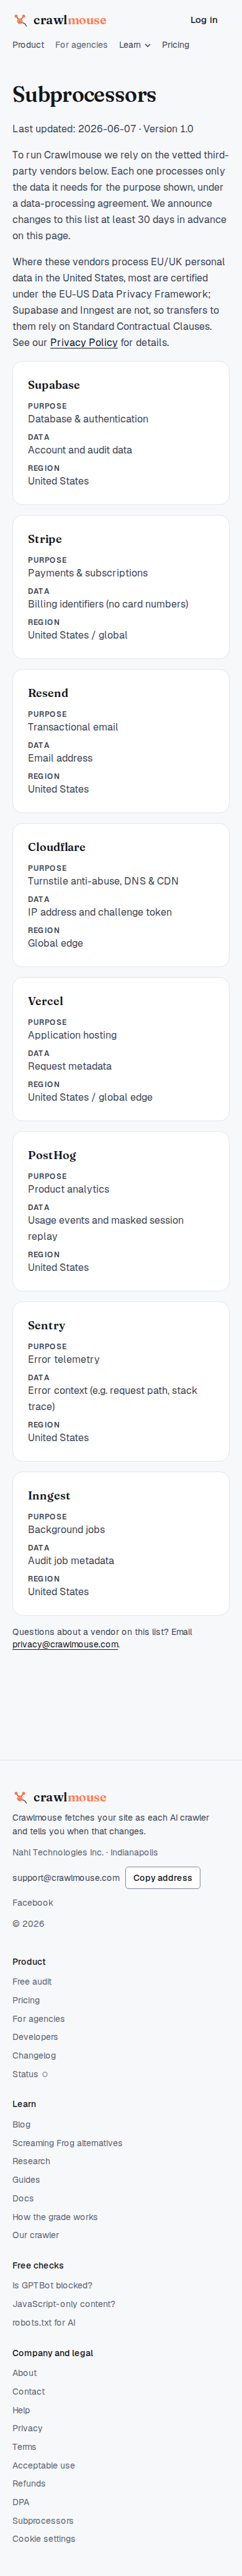 crawlmouse
Log in
Product For agencies Learn Pricing
Subprocessors
Last updated: 2026-06-07 · Version 1.0
To run Crawlmouse we rely on the vetted third-
party vendors below. Each one processes only
the data it needs for the purpose shown, under
a data-processing agreement. We announce
changes to this list at least 30 days in advance
on this page.
Where these vendors process EU/UK personal
data in the United States, most are certified
under the EU-US Data Privacy Framework;
Supabase and Inngest are not, so transfers to
them rely on Standard Contractual Clauses.
See our Privacy Policy for details.
Supabase
PURPOSE
Database & authentication
DATA
Account and audit data
REGION
United States
Stripe
PURPOSE
Payments & subscriptions
DATA
Billing identifiers (no card numbers)
REGION
United States / global
Resend
PURPOSE
Transactional email
DATA
Email address
REGION
United States
Cloudflare
PURPOSE
Turnstile anti-abuse, DNS & CDN
DATA
IP address and challenge token
REGION
Global edge
Vercel
PURPOSE
Application hosting
DATA
Request metadata
REGION
United States / global edge
PostHog
PURPOSE
Product analytics
DATA
Usage events and masked session
replay
REGION
United States
Sentry
PURPOSE
Error telemetry
DATA
Error context (e.g. request path, stack
trace)
REGION
United States
Inngest
PURPOSE
Background jobs
DATA
Audit job metadata
REGION
United States
Questions about a vendor on this list? Email
privacy@crawlmouse.com.
crawlmouse
Crawlmouse fetches your site as each AI crawler
and tells you when that changes.
Nahl Technologies Inc. · Indianapolis
support@crawlmouse.com Copy address
Facebook
© 2026
Product
Free audit
Pricing
For agencies
Developers
Changelog
Status
Learn
Blog
Screaming Frog alternatives
Research
Guides
Docs
How the grade works
Our crawler
Free checks
Is GPTBot blocked?
JavaScript-only content?
robots.txt for AI
Company and legal
About
Contact
Help
Privacy
Terms
Acceptable use
Refunds
DPA
Subprocessors
Cookie settings